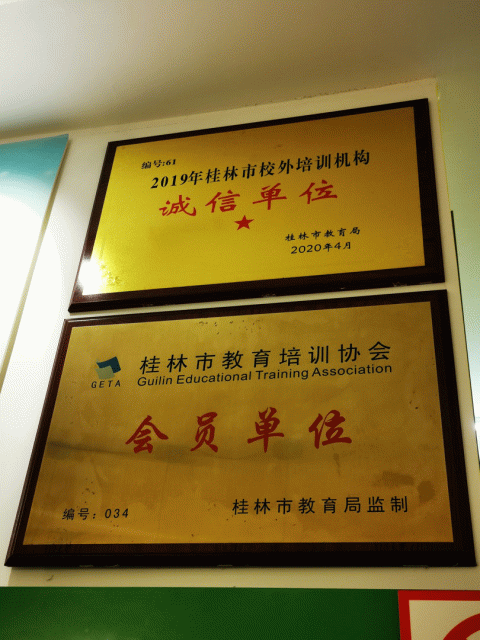 编号:61
2019年桂林市校外培训机构
诚信单位
桂林市教育局
2020年4月
GETA
桂林市教育培训协会
Guilin Educational Training Association
会员单位
编号：034
桂林市教育局监制